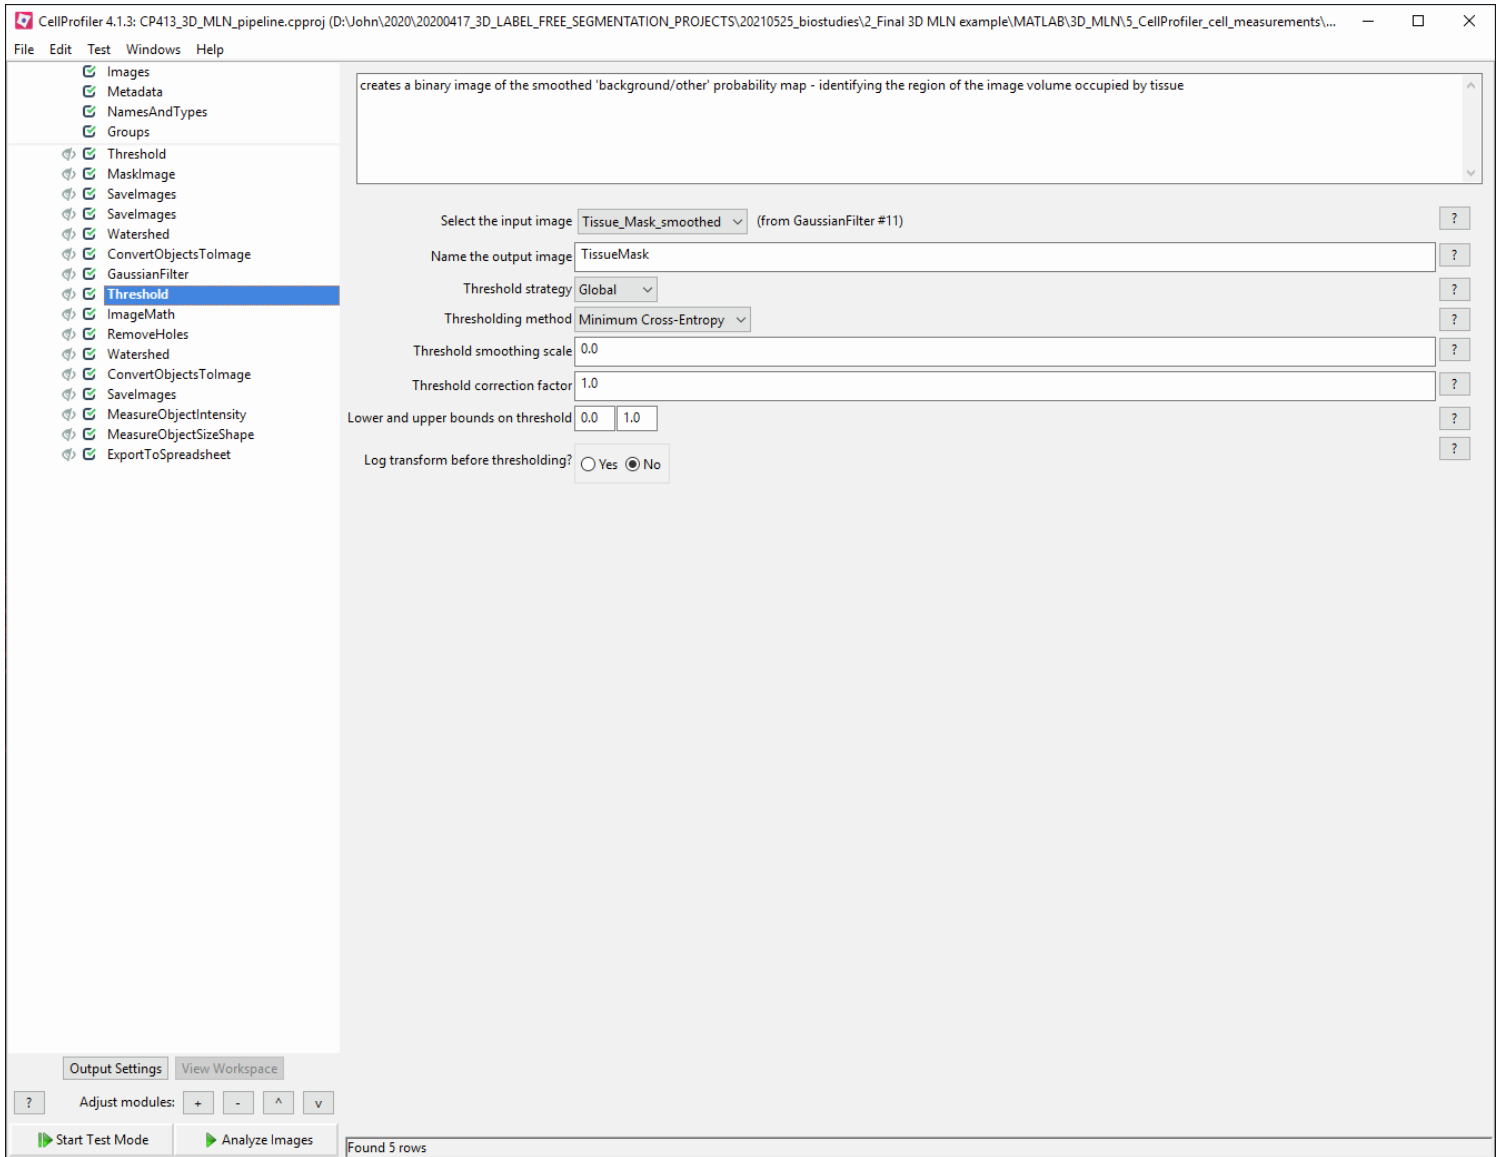 CellProfiler 4.1.3: CP413_3D_MLN_pipeline.cpproj (D:\John\2020\20200417_3D_LABEL_FREE_SEGMENTATION_PROJECTS\20210525_biostudies\2_Final 3D MLN example\MATLAB\3D_MLN\5_CellProfiler_cell_measurements\...
File Edit Test Windows Help
Images
Metadata
NamesAndTypes
Groups
Threshold
MaskImage
SaveImages
SaveImages
Watershed
ConvertObjectsToImage
GaussianFilter
Threshold
ImageMath
RemoveHoles
Watershed
ConvertObjectsToImage
SaveImages
MeasureObjectIntensity
MeasureObjectSizeShape
ExportToSpreadsheet
creates a binary image of the smoothed 'background/other' probability map - identifying the region of the image volume occupied by tissue
Select the input image Tissue_Mask_smoothed (from GaussianFilter #11) ?
Name the output image TissueMask ?
Threshold strategy Global ?
Thresholding method Minimum Cross-Entropy ?
Threshold smoothing scale 0.0 ?
Threshold correction factor 1.0 ?
Lower and upper bounds on threshold 0.0 1.0 ?
Log transform before thresholding? Yes No ?
Output Settings View Workspace
? Adjust modules: + - ^ v
Start Test Mode Analyze Images
Found 5 rows